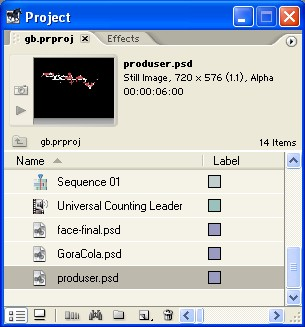 Project
gb.prproj Effects
produser.psd
Still Image, 720 x 576 (1.1), Alpha
00:00:06:00
gb.prproj 14 Items
Name Label
Sequence 01
Universal Counting Leader
face-final.psd
GoraCola.psd
produser.psd